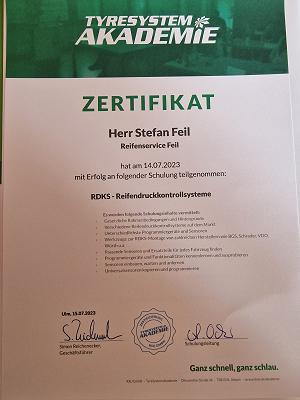 TYRESYSTEM
AKADEMIE
ZERTIFIKAT
Herr Stefan Feil
Reifenservice Feil
hat am 14.07.2023
mit Erfolg an folgender Schulung teilgenommen:
RDKS - Reifendruckkontrollsysteme
Es wurden folgende Schulungsinhalte vermittelt:
Gesetzliche Rahmenbedingungen und Hintergründe
Verschiedene Reifendruckkontrollsysteme auf dem Markt
Unterschiedlichste Programmiergeräte und Sensoren
Werkzeuge zur RDKS-Montage von zahlreichen Herstellern wie BGS, Schrader, VDO,
Würth u.a.
Passende Sensoren und Ersatzteile für jedes Fahrzeug finden
Programmiergeräte und Funktionalitäten kennenlernen und ausprobieren
Sensoren einbauen, warten und anlernen
Universalsensoren kopieren und programmieren
Ulm, 15.07.2023
Simon Reichenecker,
Geschäftsführer
TYRESYSTEM
AKADEMIE
Schulungsleitung
Ganz schnell, ganz schlau.